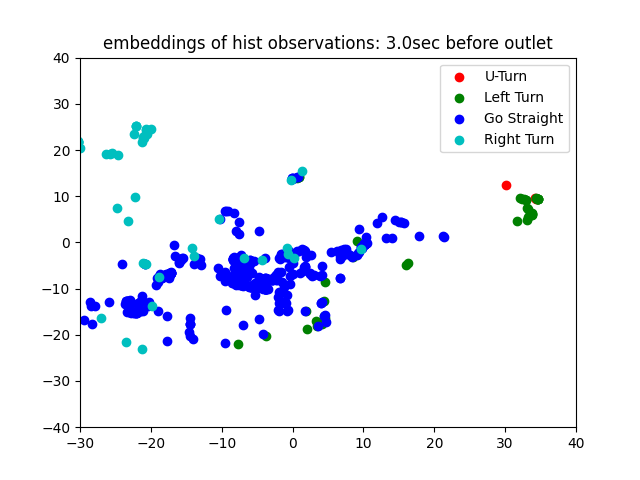 embeddings of hist observations: 3.0sec before outlet
U-Turn
Left Turn
Go Straight
Right Turn
40
30
20
10
0
−10
−20
−30
−40
−30 −20 −10 0 10 20 30 40